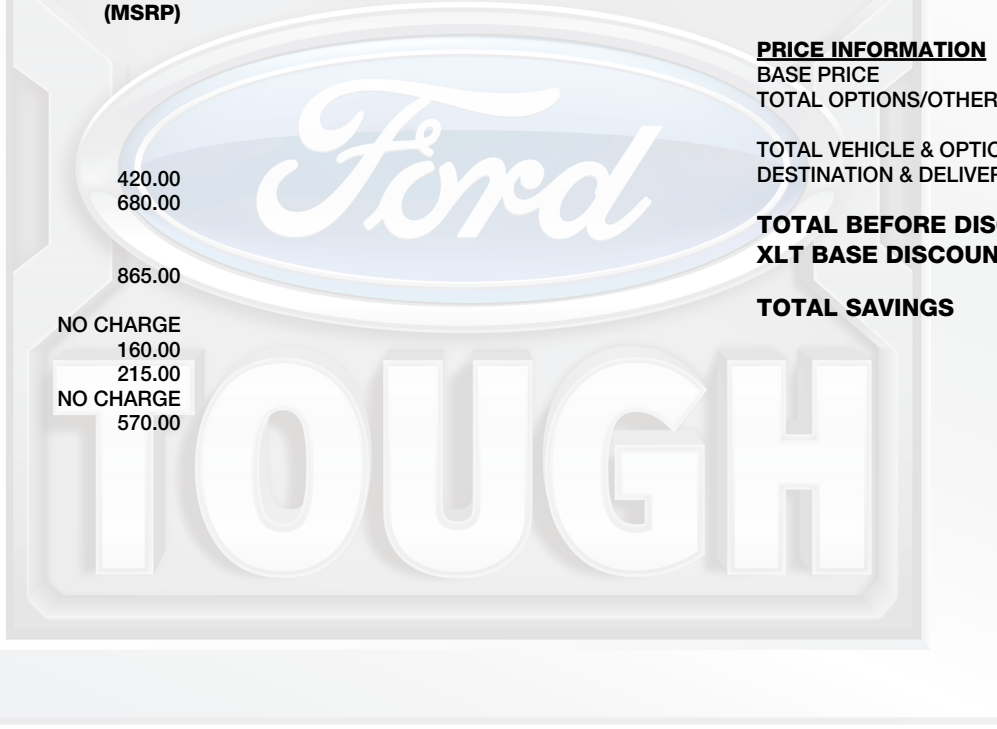 (MSRP)
420.00
680.00
865.00
NO CHARGE
160.00
215.00
NO CHARGE
570.00
PRICE INFORMATION
BASE PRICE
TOTAL OPTIONS/OTHER
TOTAL VEHICLE & OPTIO
DESTINATION & DELIVER
TOTAL BEFORE DIS
XLT BASE DISCOUN
TOTAL SAVINGS
Ford
TOUGH